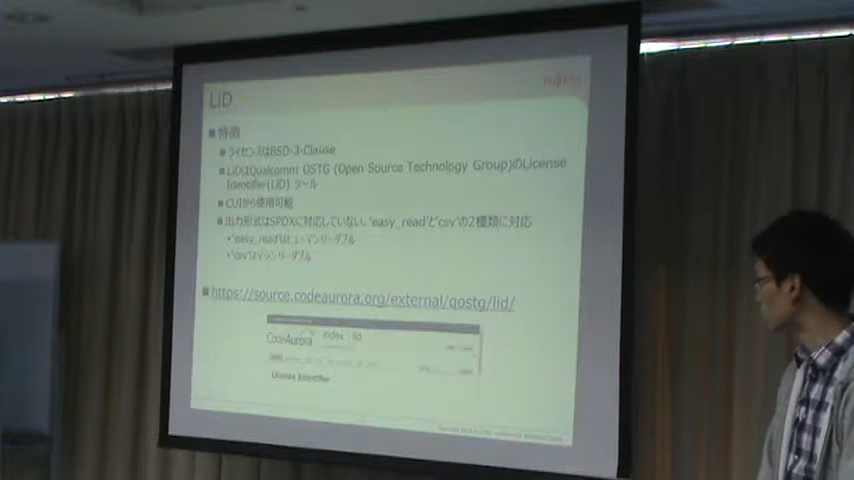 LiD
FUJITSU
■特徴
■ライセンスはBSD-3-Clause
■LiDはQualcomm OSTG (Open Source Technology Group)のLicense
Identifier(LiD) ツール
■CUIから使用可能
■出力形式はSPDXに対応していない。'easy_read'と'csv'の2種類に対応
•'easy_read'はヒューマンリーダブル
•'csv'はマシンリーダブル
■https://source.codeaurora.org/external/qostg/lid/
CodeAurora
index : lid
License Identifier